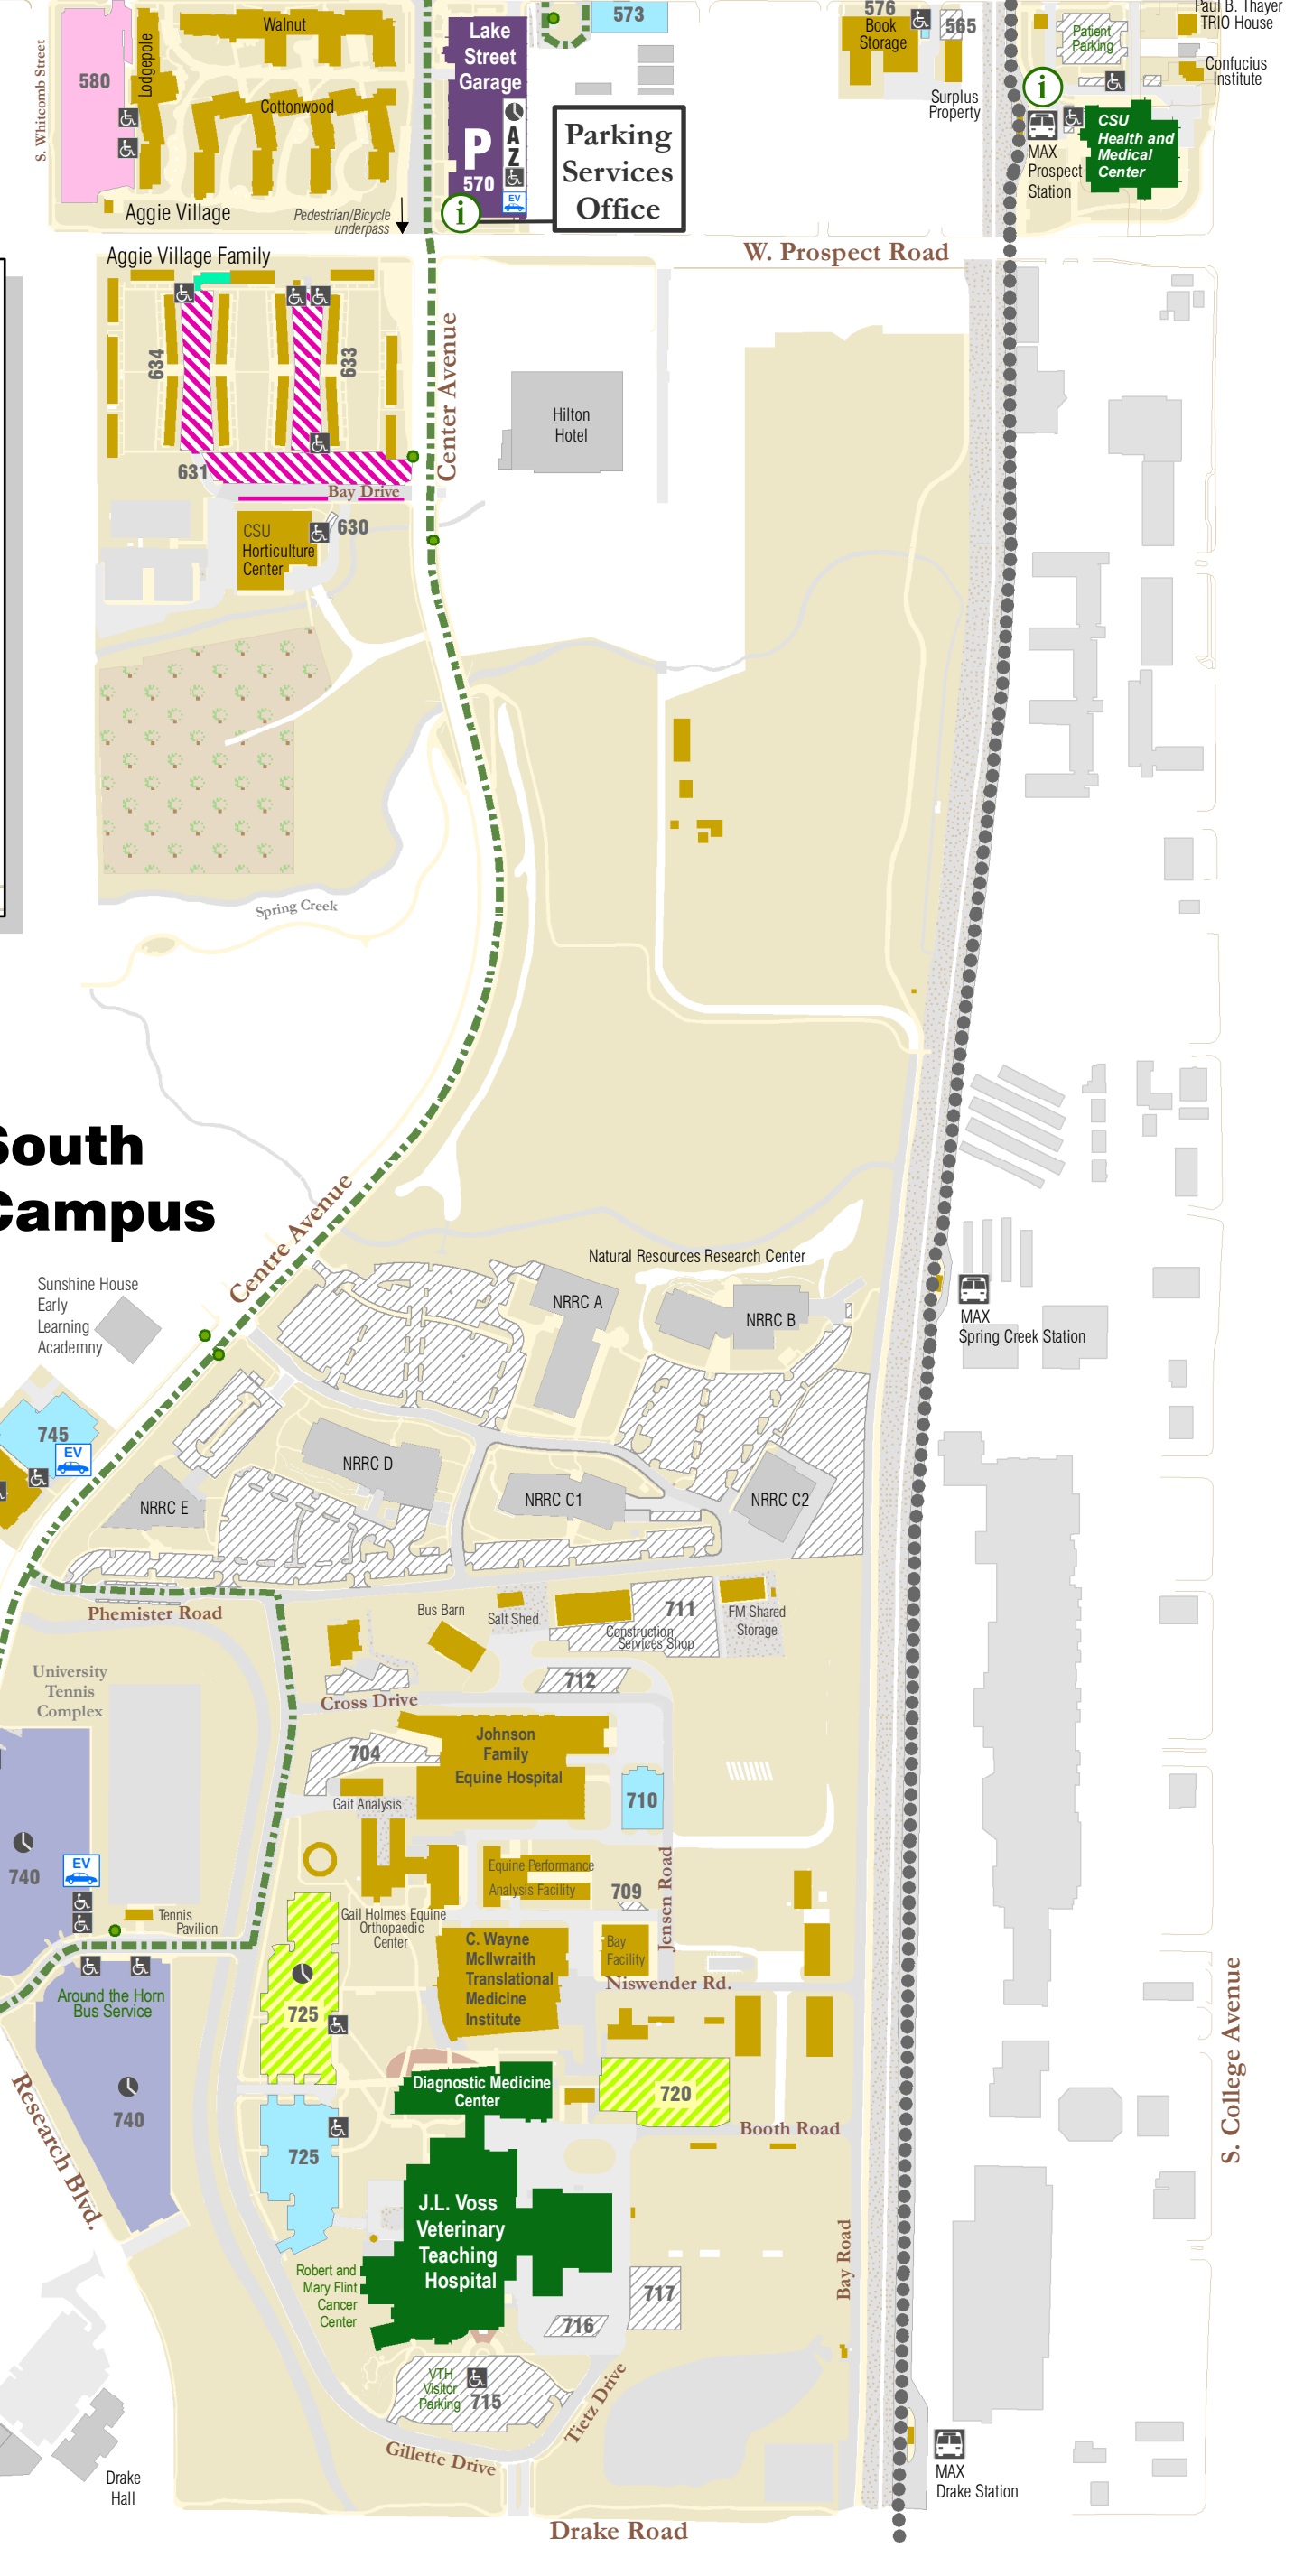 S. Whitcomb Street
580
Lodgepole
Walnut
Cottonwood
Aggie Village
Pedestrian/Bicycle
underpass
Lake
Street
Garage
P
A
Z
570
EV
i
573
Parking
Services
Office
576
Book
Storage
565
Surplus
Property
Patient
Parking
Paul B. Thayer
TRIO House
Confucius
Institute
i
MAX
Prospect
Station
CSU
Health and
Medical
Center
W. Prospect Road
Aggie Village Family
634
633
631
Center Avenue
Bay Drive
630
CSU
Horticulture
Center
Hilton
Hotel
Spring Creek
South
Campus
Centre Avenue
Sunshine House
Early
Learning
Academny
Natural Resources Research Center
NRRC A
NRRC B
MAX
Spring Creek Station
745
EV
NRRC D
NRRC E
NRRC C1
NRRC C2
Phemister Road
Bus Barn
Salt Shed
711
Construction
Services Shop
FM Shared
Storage
712
University
Tennis
Complex
Cross Drive
704
Johnson
Family
Equine Hospital
710
Gait Analysis
740
EV
Equine Performance
Analysis Facility
709
Jensen Road
Tennis
Pavilion
Gail Holmes Equine
Orthopaedic
Center
C. Wayne
McIlwraith
Translational
Medicine
Institute
Bay
Facility
Niswender Rd.
Around the Horn
Bus Service
725
740
Research Blvd.
Diagnostic Medicine
Center
720
Booth Road
S. College Avenue
725
J.L. Voss
Veterinary
Teaching
Hospital
Robert and
Mary Flint
Cancer
Center
717
716
Bay Road
VTH
Visitor
Parking
715
Tietz Drive
Gillette Drive
Drake
Hall
MAX
Drake Station
Drake Road